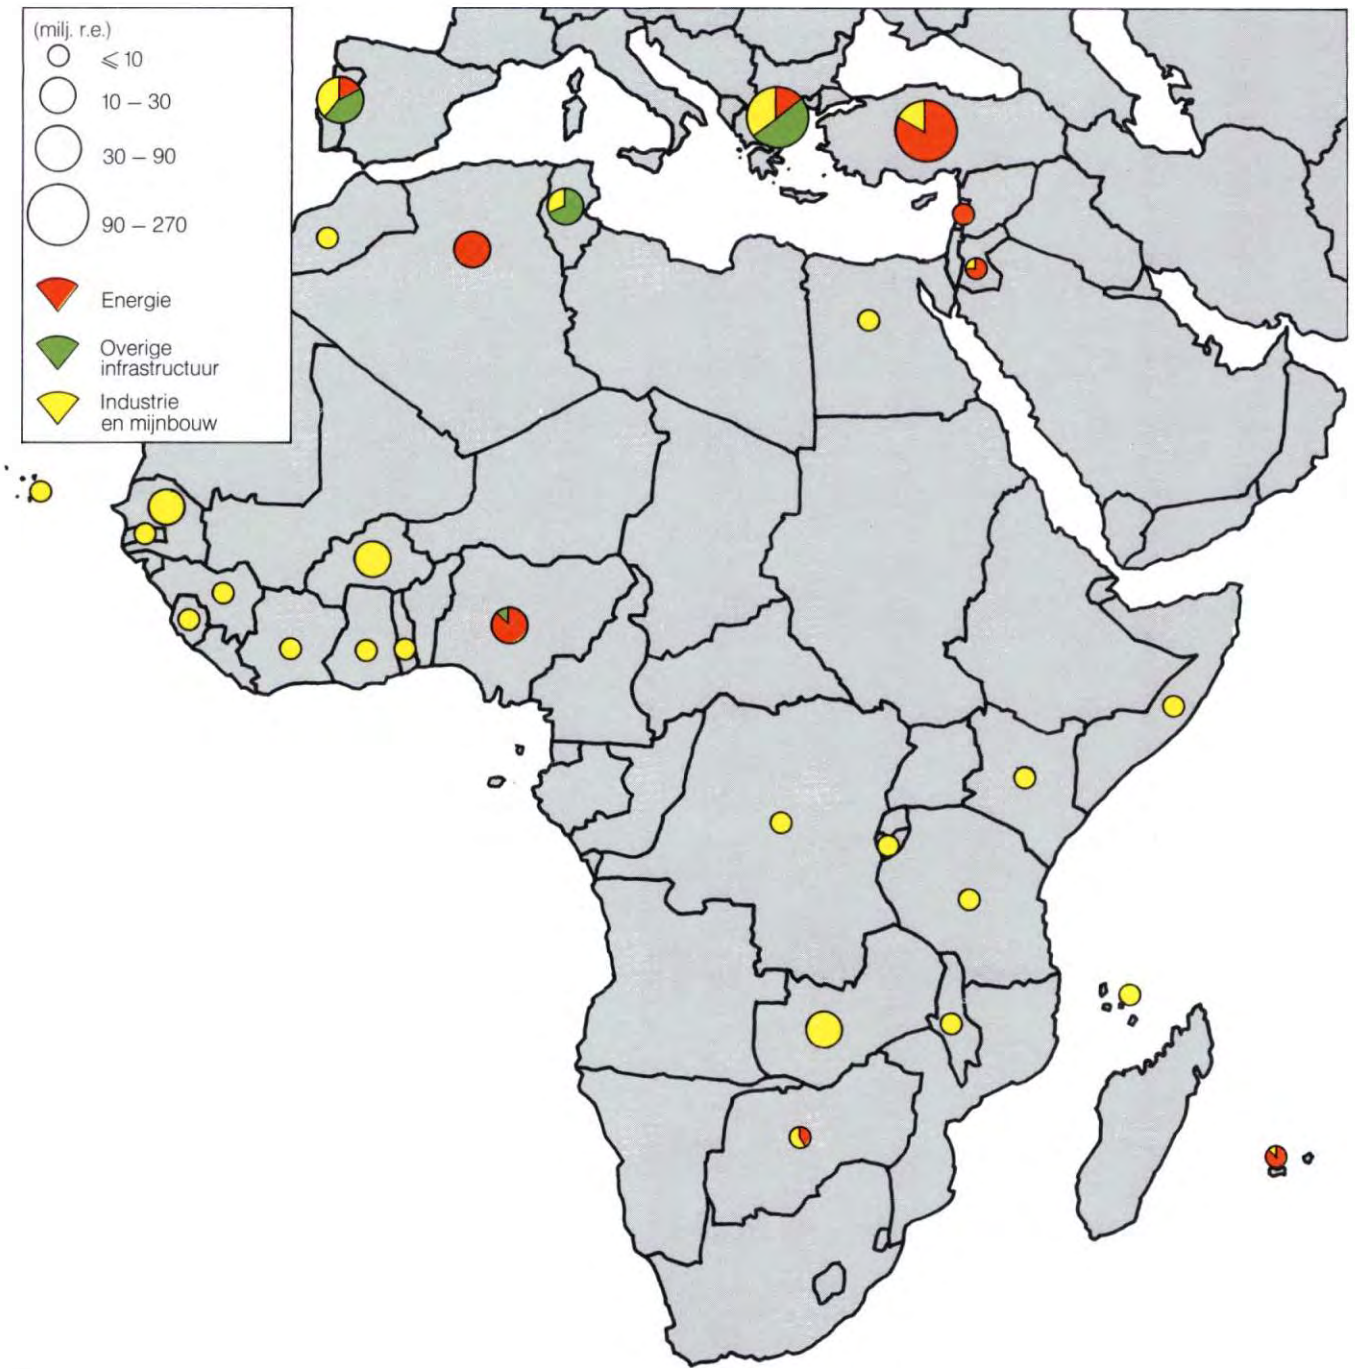 (milj. r.e.)
⩽ 10
10 – 30
30 – 90
90 – 270
Energie
Overige
infrastructuur
Industrie
en mijnbouw